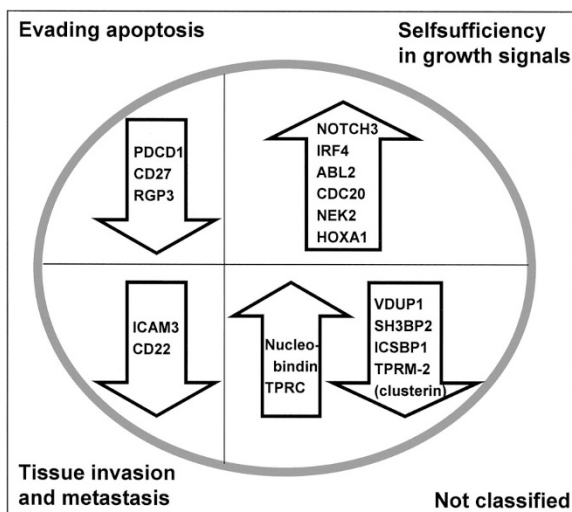 Evading apoptosis
Selfsufficiency
in growth signals
PDCD1
CD27
RGP3
NOTCH3
IRF4
ABL2
CDC20
NEK2
HOXA1
ICAM3
CD22
Nucleo-
bindin
TPRC
VDUP1
SH3BP2
ICSBP1
TPRM-2
(clusterin)
Tissue invasion
and metastasis
Not classified